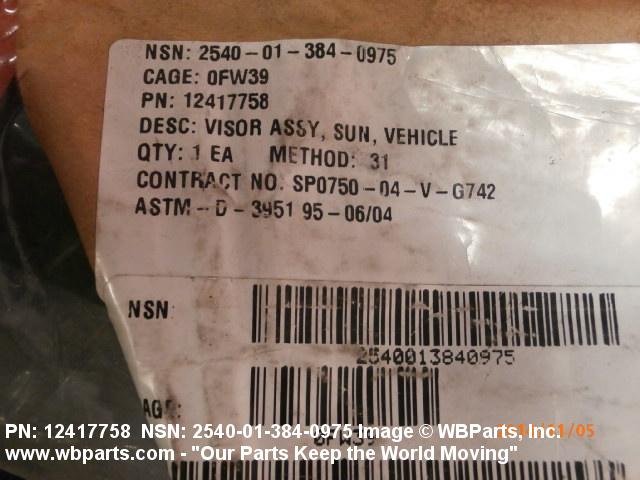 NSN: 2540-01-384-0975
CAGE: 0FW39
PN: 12417758
DESC: VISOR ASSY, SUN, VEHICLE
QTY: 1 EA METHOD: 31
CONTRACT NO. SP0750-04-V-G742
ASTM-D-3951 95-06/04
NSN:
2540013840975
AGE:
PN: 12417758 NSN: 2540-01-384-0975 Image © WBParts, Inc.
www.wbparts.com - "Our Parts Keep the World Moving"